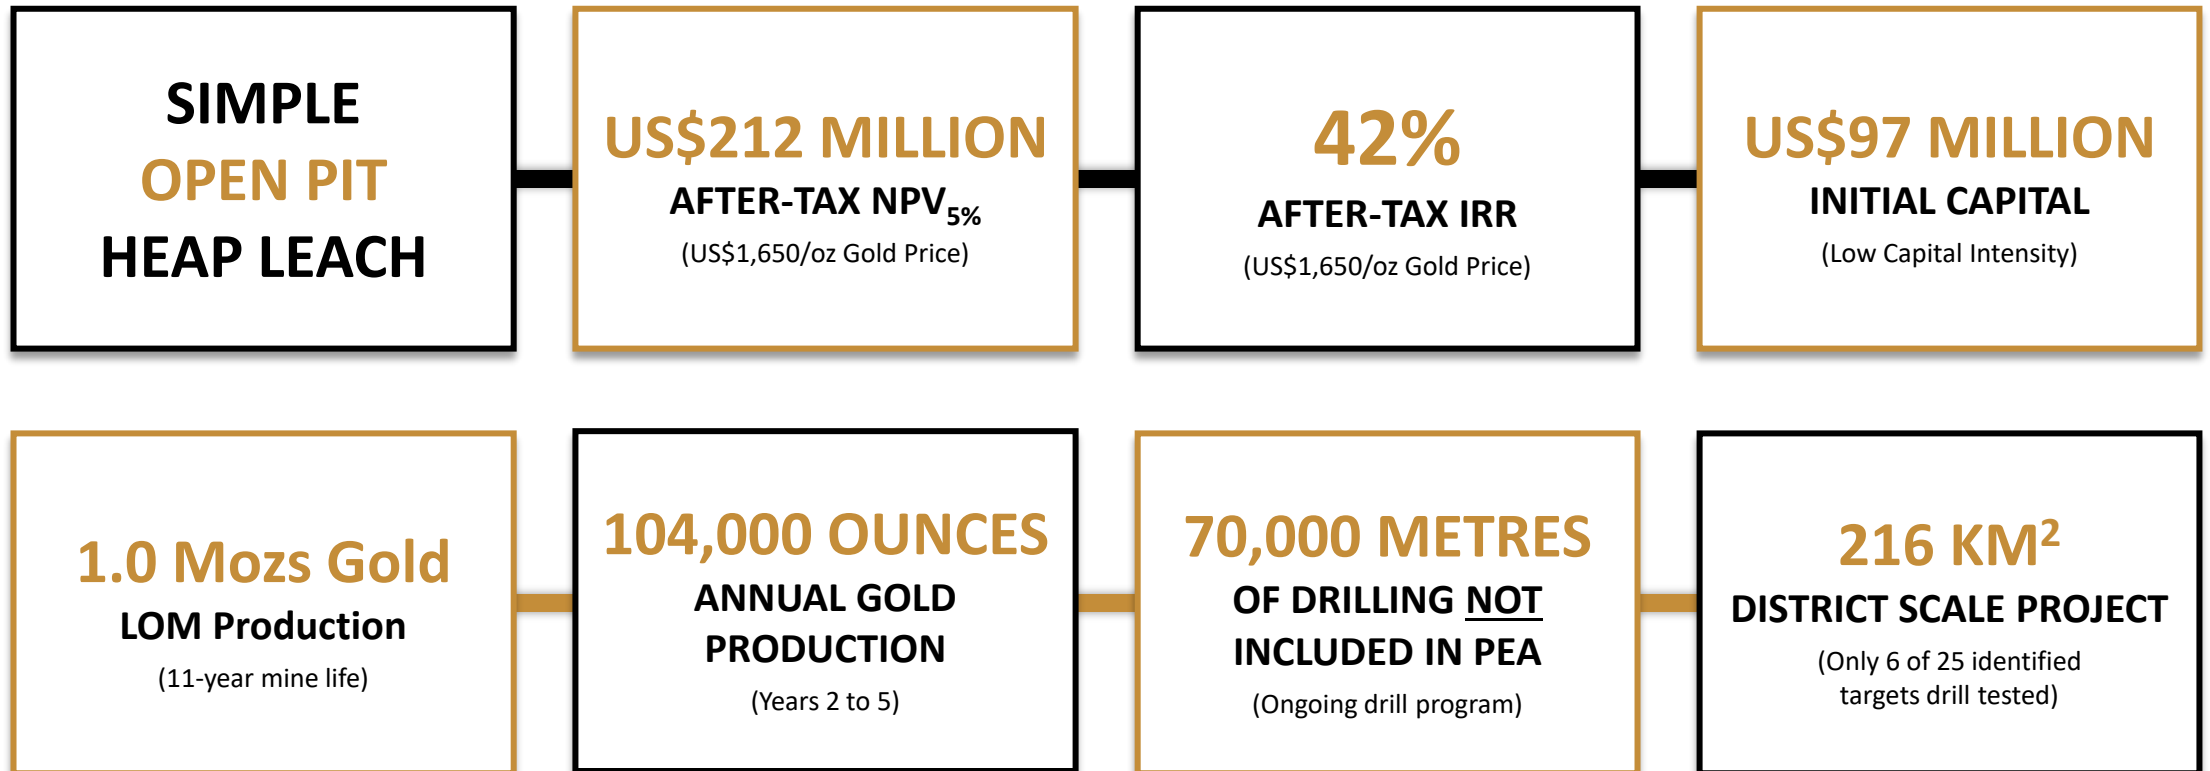 SIMPLE
OPEN PIT
HEAP LEACH
US$212 MILLION
AFTER-TAX NPV5%
(US$1,650/oz Gold Price)
42%
AFTER-TAX IRR
(US$1,650/oz Gold Price)
US$97 MILLION
INITIAL CAPITAL
(Low Capital Intensity)
1.0 Mozs Gold
LOM Production
(11-year mine life)
104,000 OUNCES
ANNUAL GOLD
PRODUCTION
(Years 2 to 5)
70,000 METRES
OF DRILLING NOT
INCLUDED IN PEA
(Ongoing drill program)
216 KM²
DISTRICT SCALE PROJECT
(Only 6 of 25 identified
targets drill tested)